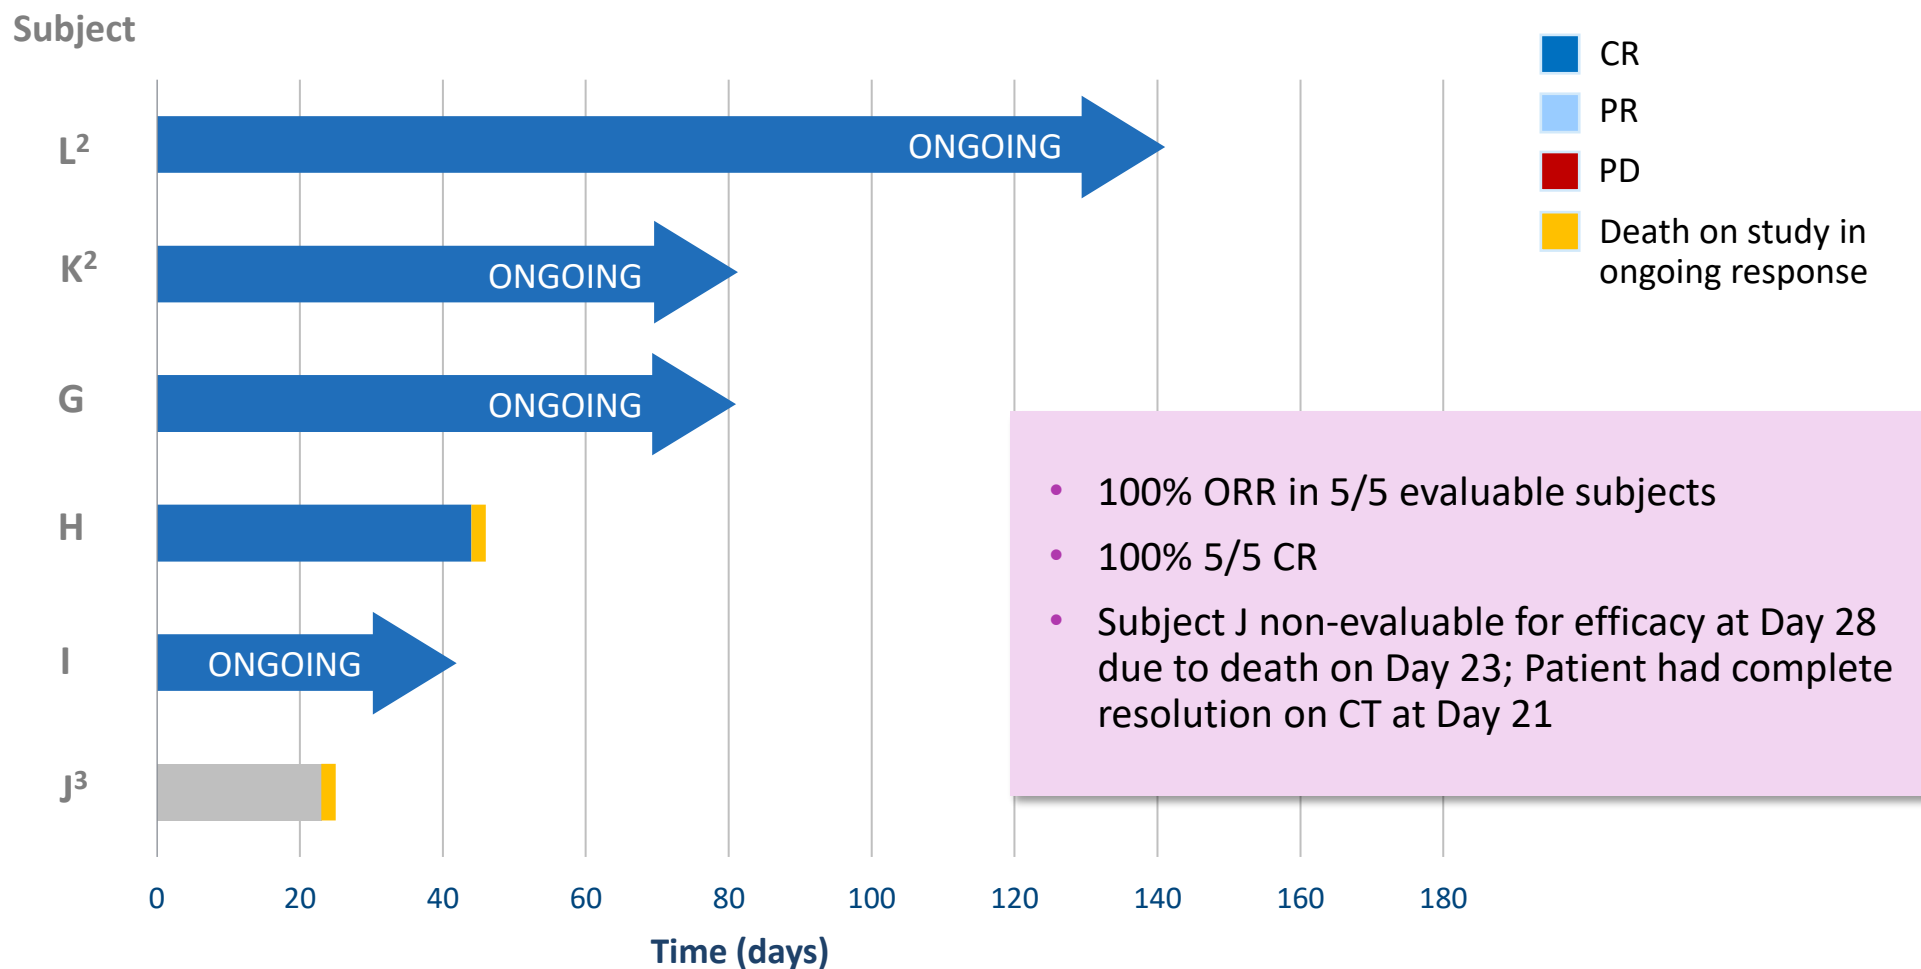 Subject
CR
PR
PD
Death on study in
ongoing response
L²
ONGOING
K²
ONGOING
G
ONGOING
H
I
ONGOING
J³
• 100% ORR in 5/5 evaluable subjects
• 100% 5/5 CR
• Subject J non-evaluable for efficacy at Day 28
due to death on Day 23; Patient had complete
resolution on CT at Day 21
0 20 40 60 80 100 120 140 160 180
Time (days)